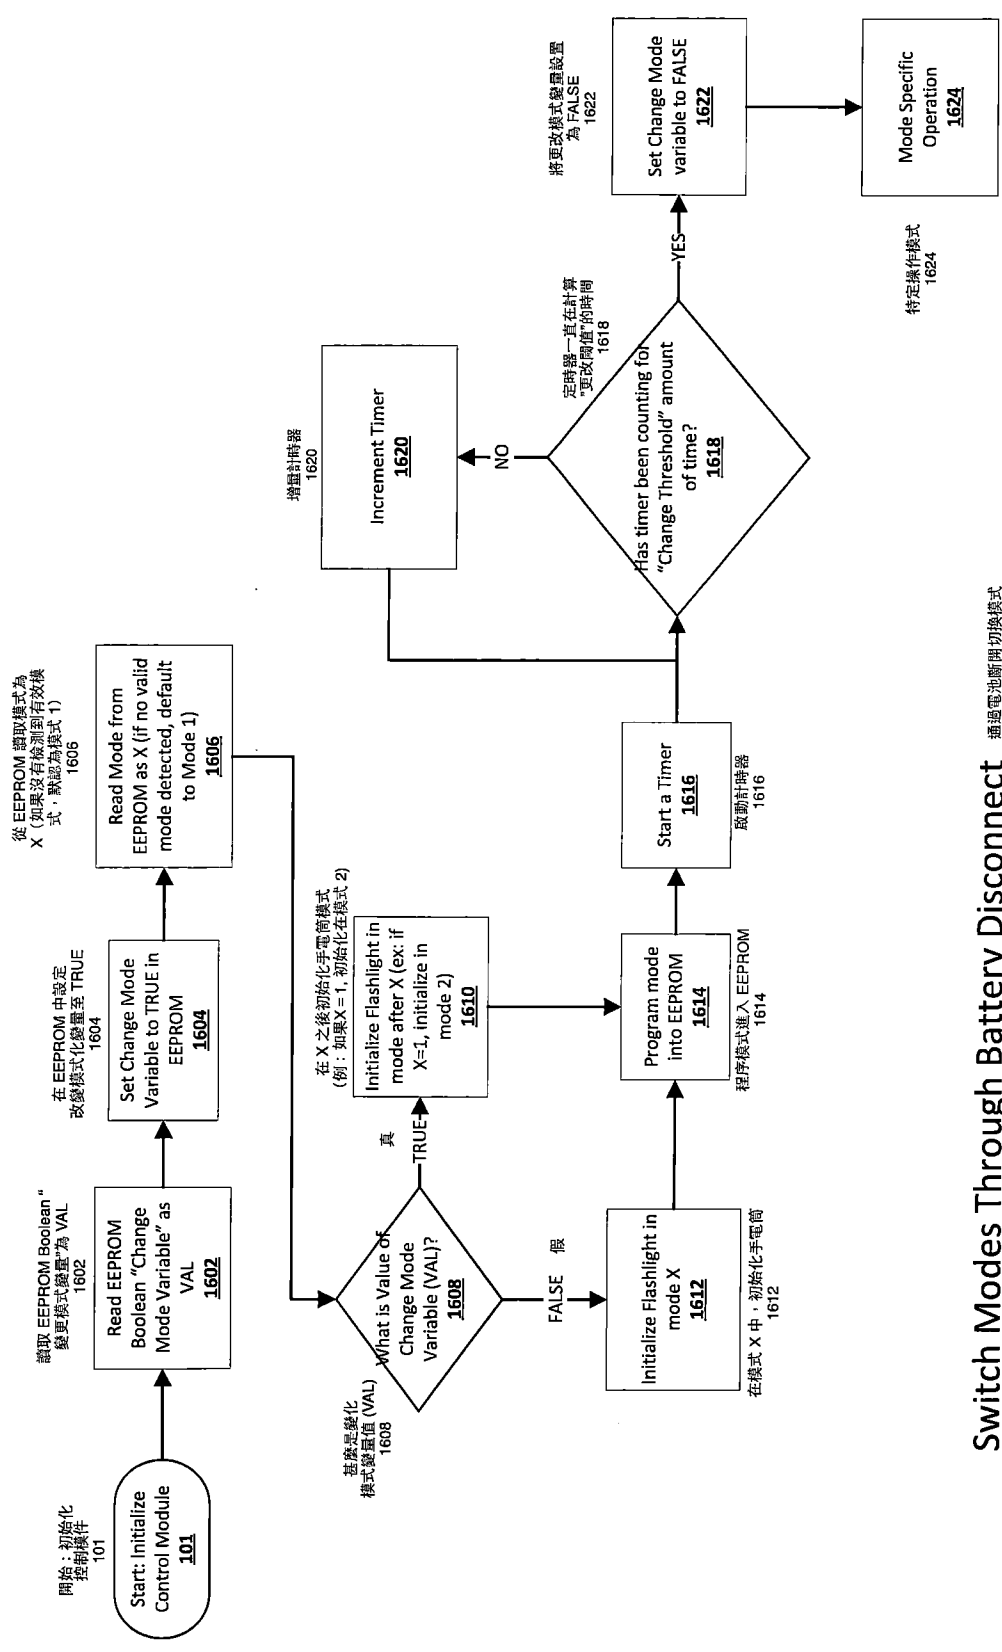 開始：初始化
控制模件
101
Start: Initialize
Control Module
101
讀取 EEPROM Boolean“
變更模式變量”為 VAL
1602
Read EEPROM
Boolean “Change
Mode Variable” as
VAL
1602
在 EEPROM 中設定
改變模式化變量至 TRUE
1604
Set Change Mode
Variable to TRUE in
EEPROM
1604
從 EEPROM 讀取模式為
X（如果沒有檢測到有效模
式，默認為模式 1）
1606
Read Mode from
EEPROM as X (if no valid
mode detected, default
to Mode 1)
1606
甚麼是變化
模式變量值 (VAL)
1608
What is Value of
Change Mode
Variable (VAL)?
1608
真
TRUE
FALSE
假
在 X 之後初始化手電筒模式
(例：如果X = 1, 初始化在模式 2)
Initialize Flashlight in
mode after X (ex: if
X=1, initialize in
mode 2)
1610
Initialize Flashlight in
mode X
1612
在模式 X 中，初始化手電筒
1612
Program mode
into EEPROM
1614
程序模式進入 EEPROM
1614
Start a Timer
1616
啟動計時器
1616
增量計時器
1620
Increment Timer
1620
NO
定時器一直在計算
”更改閾值”的時間
1618
Has timer been counting for
“Change Threshold” amount
of time?
1618
YES
將更改模式變量設置
為 FALSE
1622
Set Change Mode
variable to FALSE
1622
Mode Specific
Operation
1624
特定操作模式
1624
Switch Modes Through Battery Disconnect
通過電池斷開切換模式